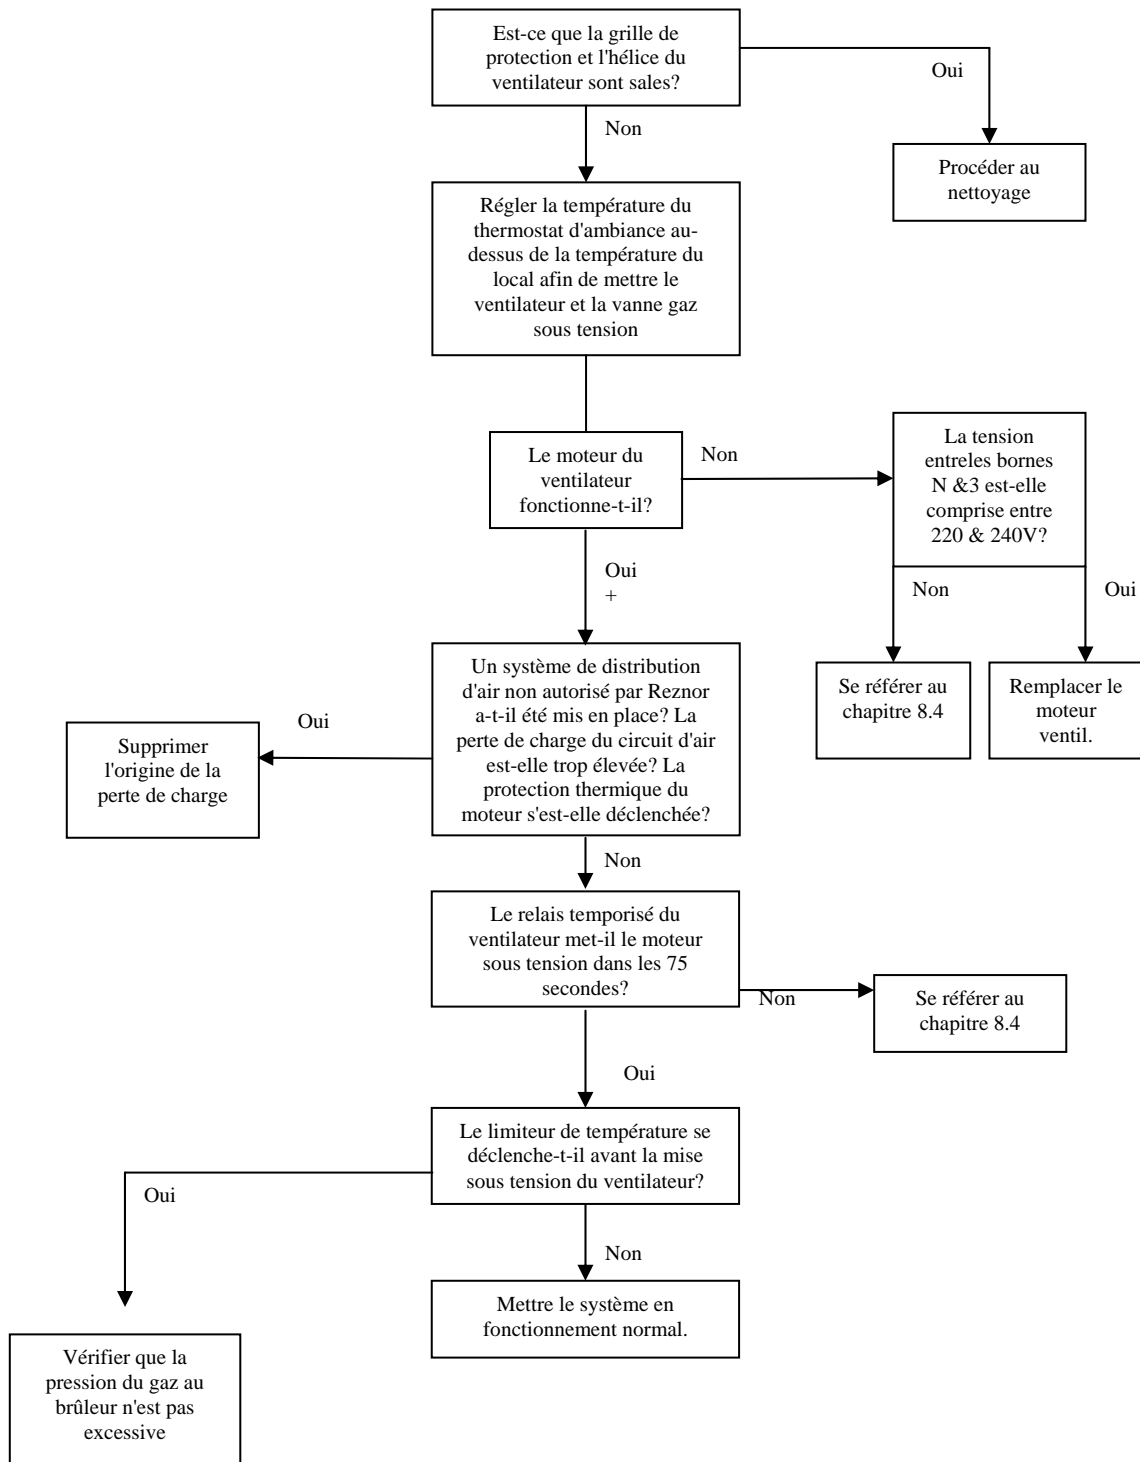 Est-ce que la grille de
protection et l'hélice du
ventilateur sont sales?
Oui
Non
Procéder au
nettoyage
Régler la température du
thermostat d'ambiance au-
dessus de la température du
local afin de mettre le
ventilateur et la vanne gaz
sous tension
Le moteur du
ventilateur
fonctionne-t-il?
Non
La tension
entreles bornes
N &3 est-elle
comprise entre
220 & 240V?
Oui
+
Non
Oui
Un système de distribution
d'air non autorisé par Reznor
a-t-il été mis en place? La
perte de charge du circuit d'air
est-elle trop élevée? La
protection thermique du
moteur s'est-elle déclenchée?
Se référer au
chapitre 8.4
Remplacer le
moteur
ventil.
Oui
Supprimer
l'origine de la
perte de charge
Non
Le relais temporisé du
ventilateur met-il le moteur
sous tension dans les 75
secondes?
Non
Se référer au
chapitre 8.4
Oui
Le limiteur de température se
déclenche-t-il avant la mise
sous tension du ventilateur?
Oui
Non
Mettre le système en
fonctionnement normal.
Vérifier que la
pression du gaz au
brûleur n'est pas
excessive